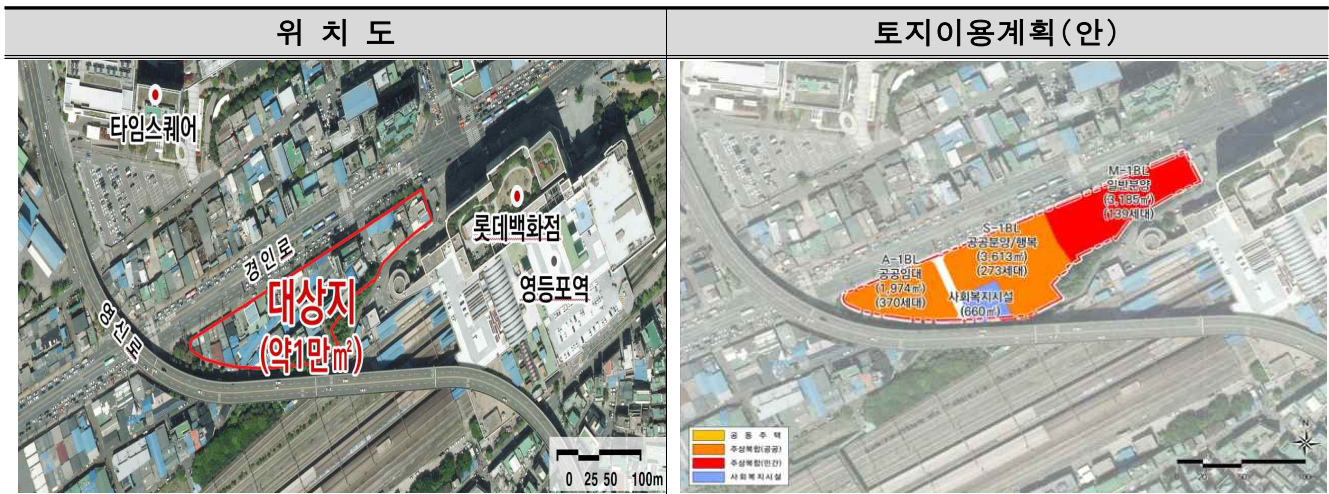 위 치 도
토지이용계획(안)
타임스퀘어
롯데백화점
영등포역
경인로
대상지
(약1만㎡)
영신로
0 25 50 100m
M-1BL
일반분양
(3,185㎡)
(139세대)
S-1BL
공공분양/행복
(3,613㎡)
(273세대)
A-1BL
공공임대
(1,974㎡)
(370세대)
사회복지시설
(660㎡)
공 동 주 택
주상복합(공공)
주상복합(민간)
사회복지시설
N
0 20 50 100